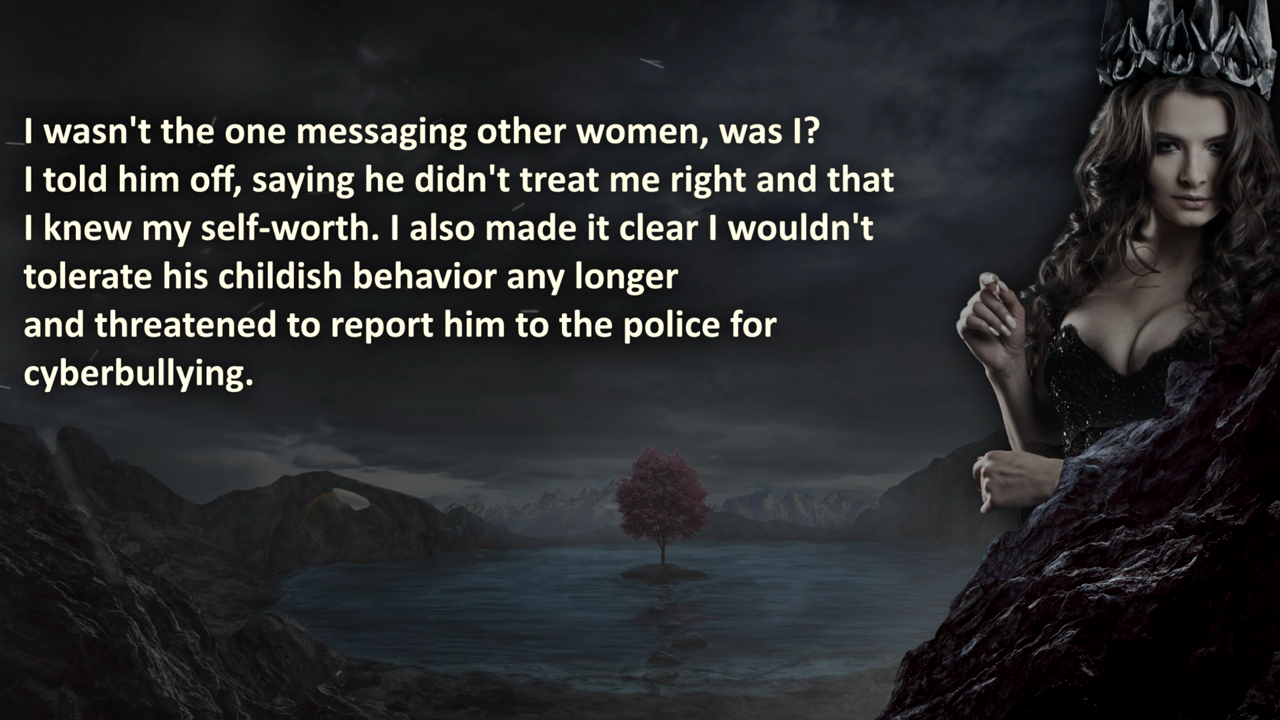 I wasn't the one messaging other women, was I?
I told him off, saying he didn't treat me right and that
I knew my self-worth. I also made it clear I wouldn't
tolerate his childish behavior any longer
and threatened to report him to the police for
cyberbullying.